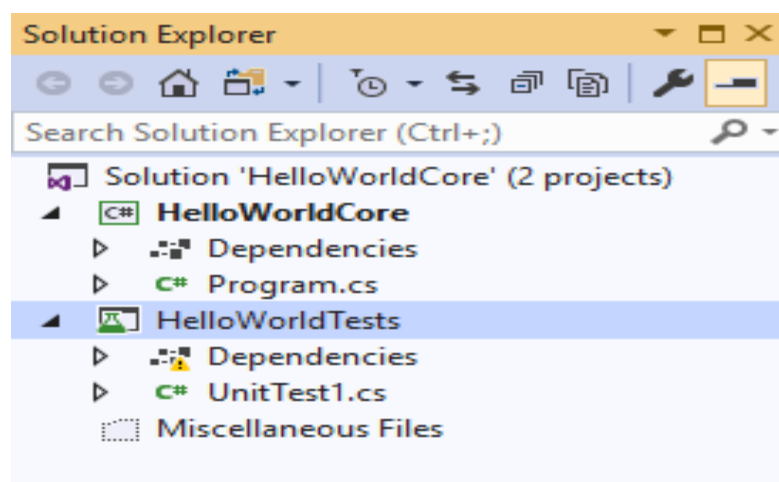 Solution Explorer
Search Solution Explorer (Ctrl+;)
Solution 'HelloWorldCore' (2 projects)
C# HelloWorldCore
Dependencies
C# Program.cs
HelloWorldTests
Dependencies
C# UnitTest1.cs
Miscellaneous Files